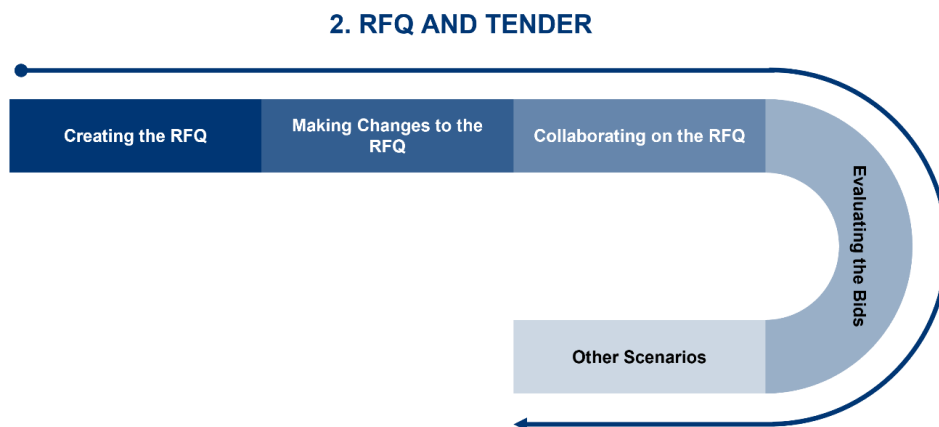 2. RFQ AND TENDER
Creating the RFQ
Making Changes to the
RFQ
Collaborating on the RFQ
Evaluating the Bids
Other Scenarios